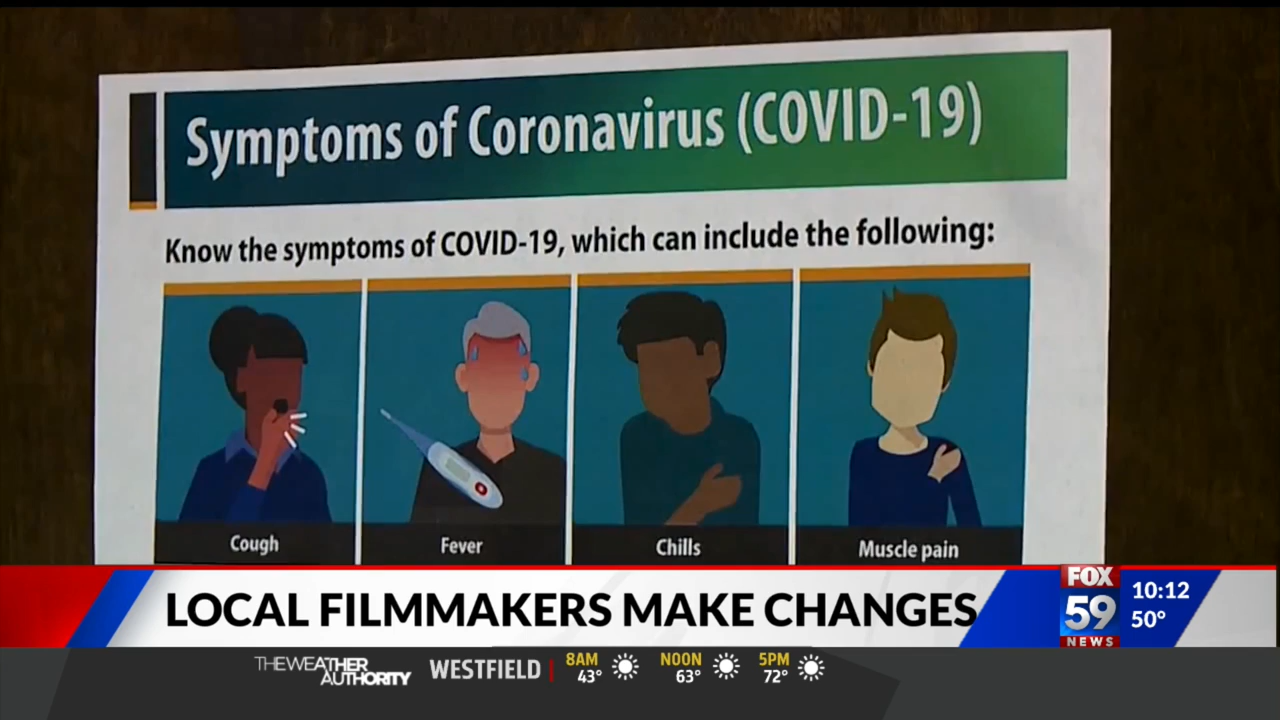 Symptoms of Coronavirus (COVID-19)
Know the symptoms of COVID-19, which can include the following:
Cough
Fever
Chills
Muscle pain
LOCAL FILMMAKERS MAKE CHANGES
FOX
59
NEWS
10:12
50°
THE WEATHER
AUTHORITY
WESTFIELD
8AM
43°
NOON
63°
5PM
72°